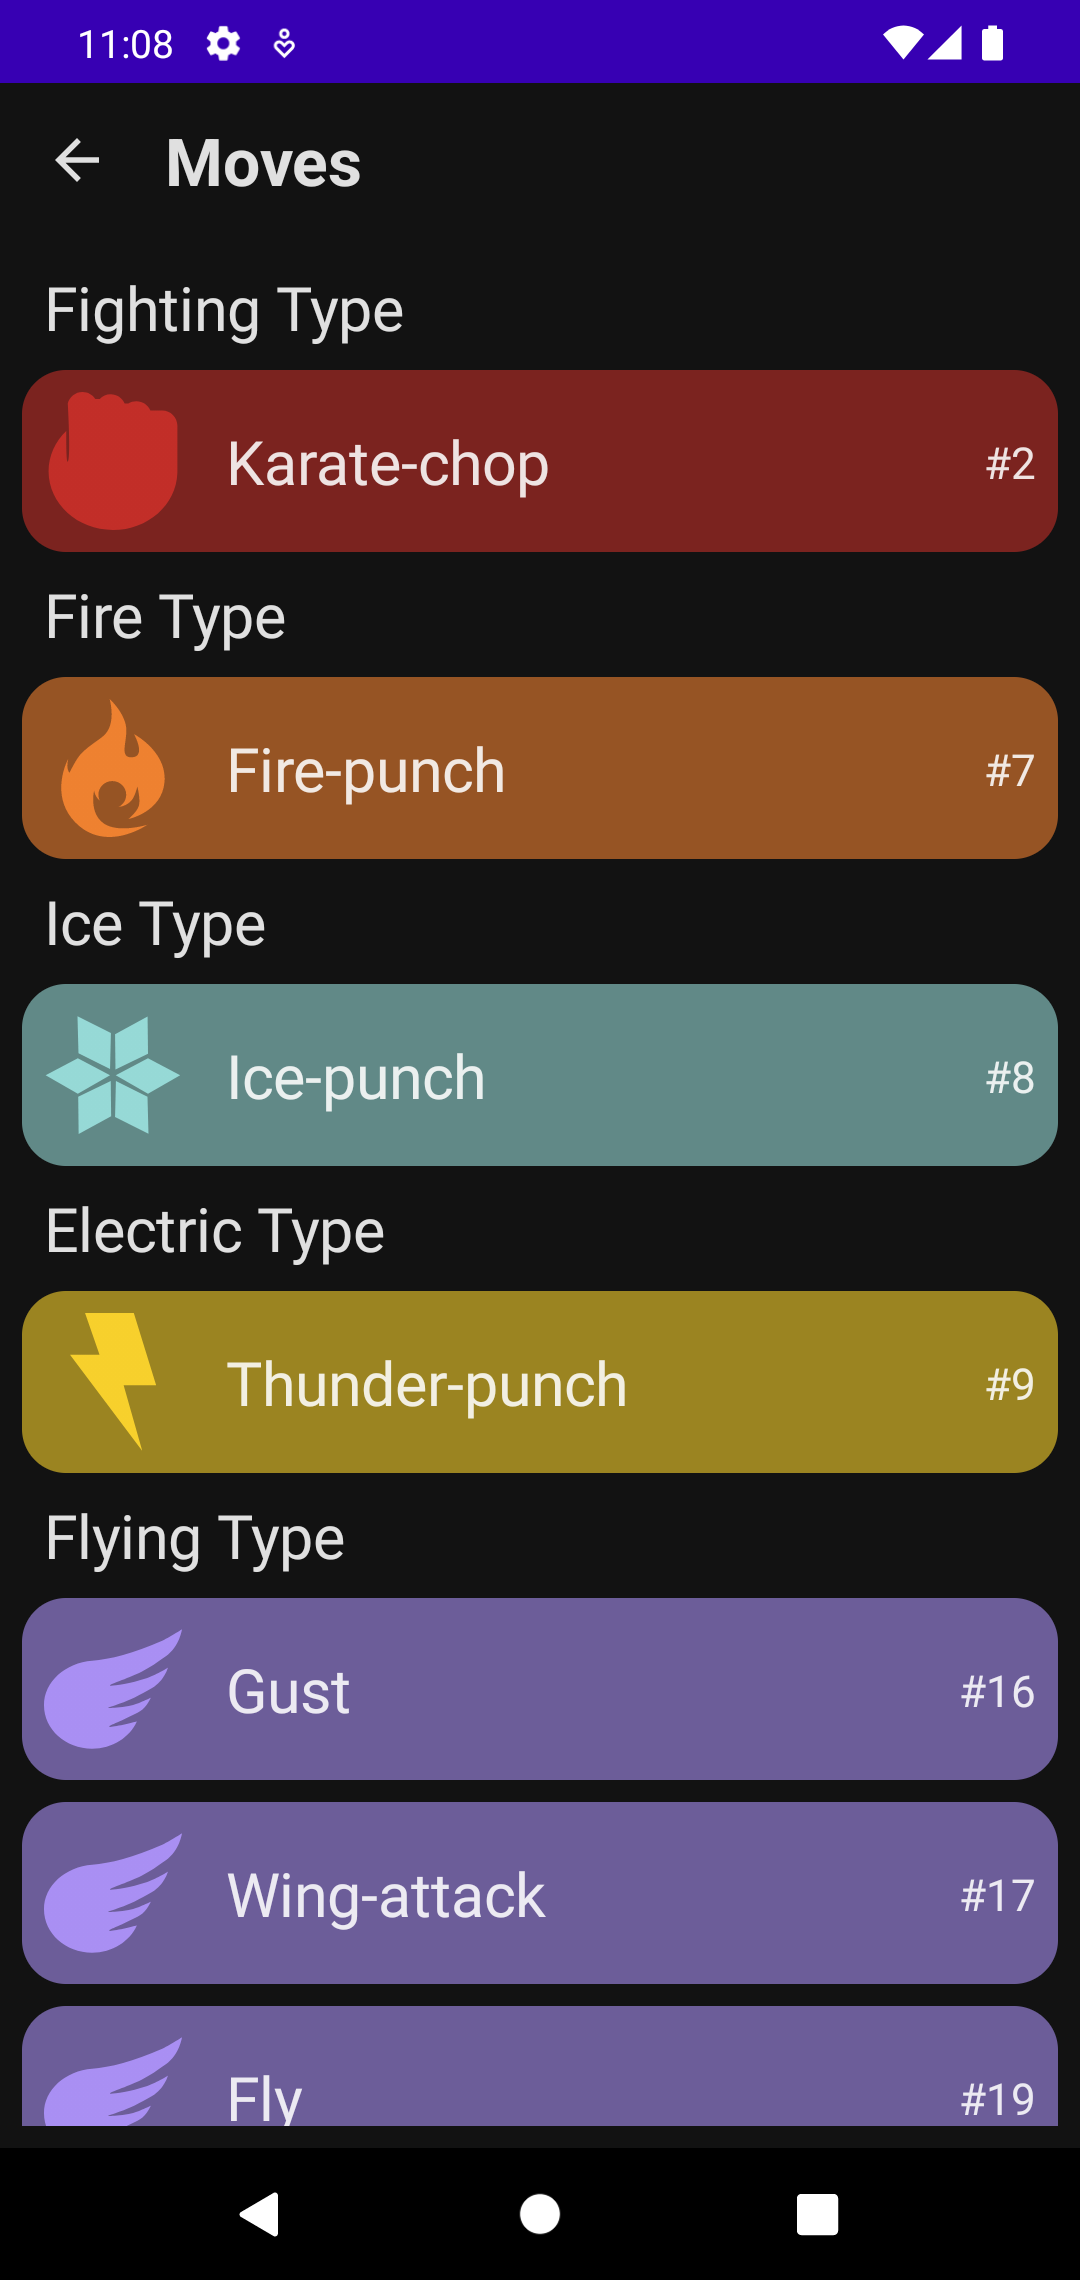 11:08
Moves
Fighting Type
Karate-chop #2
Fire Type
Fire-punch #7
Ice Type
Ice-punch #8
Electric Type
Thunder-punch #9
Flying Type
Gust #16
Wing-attack #17
Fly #19